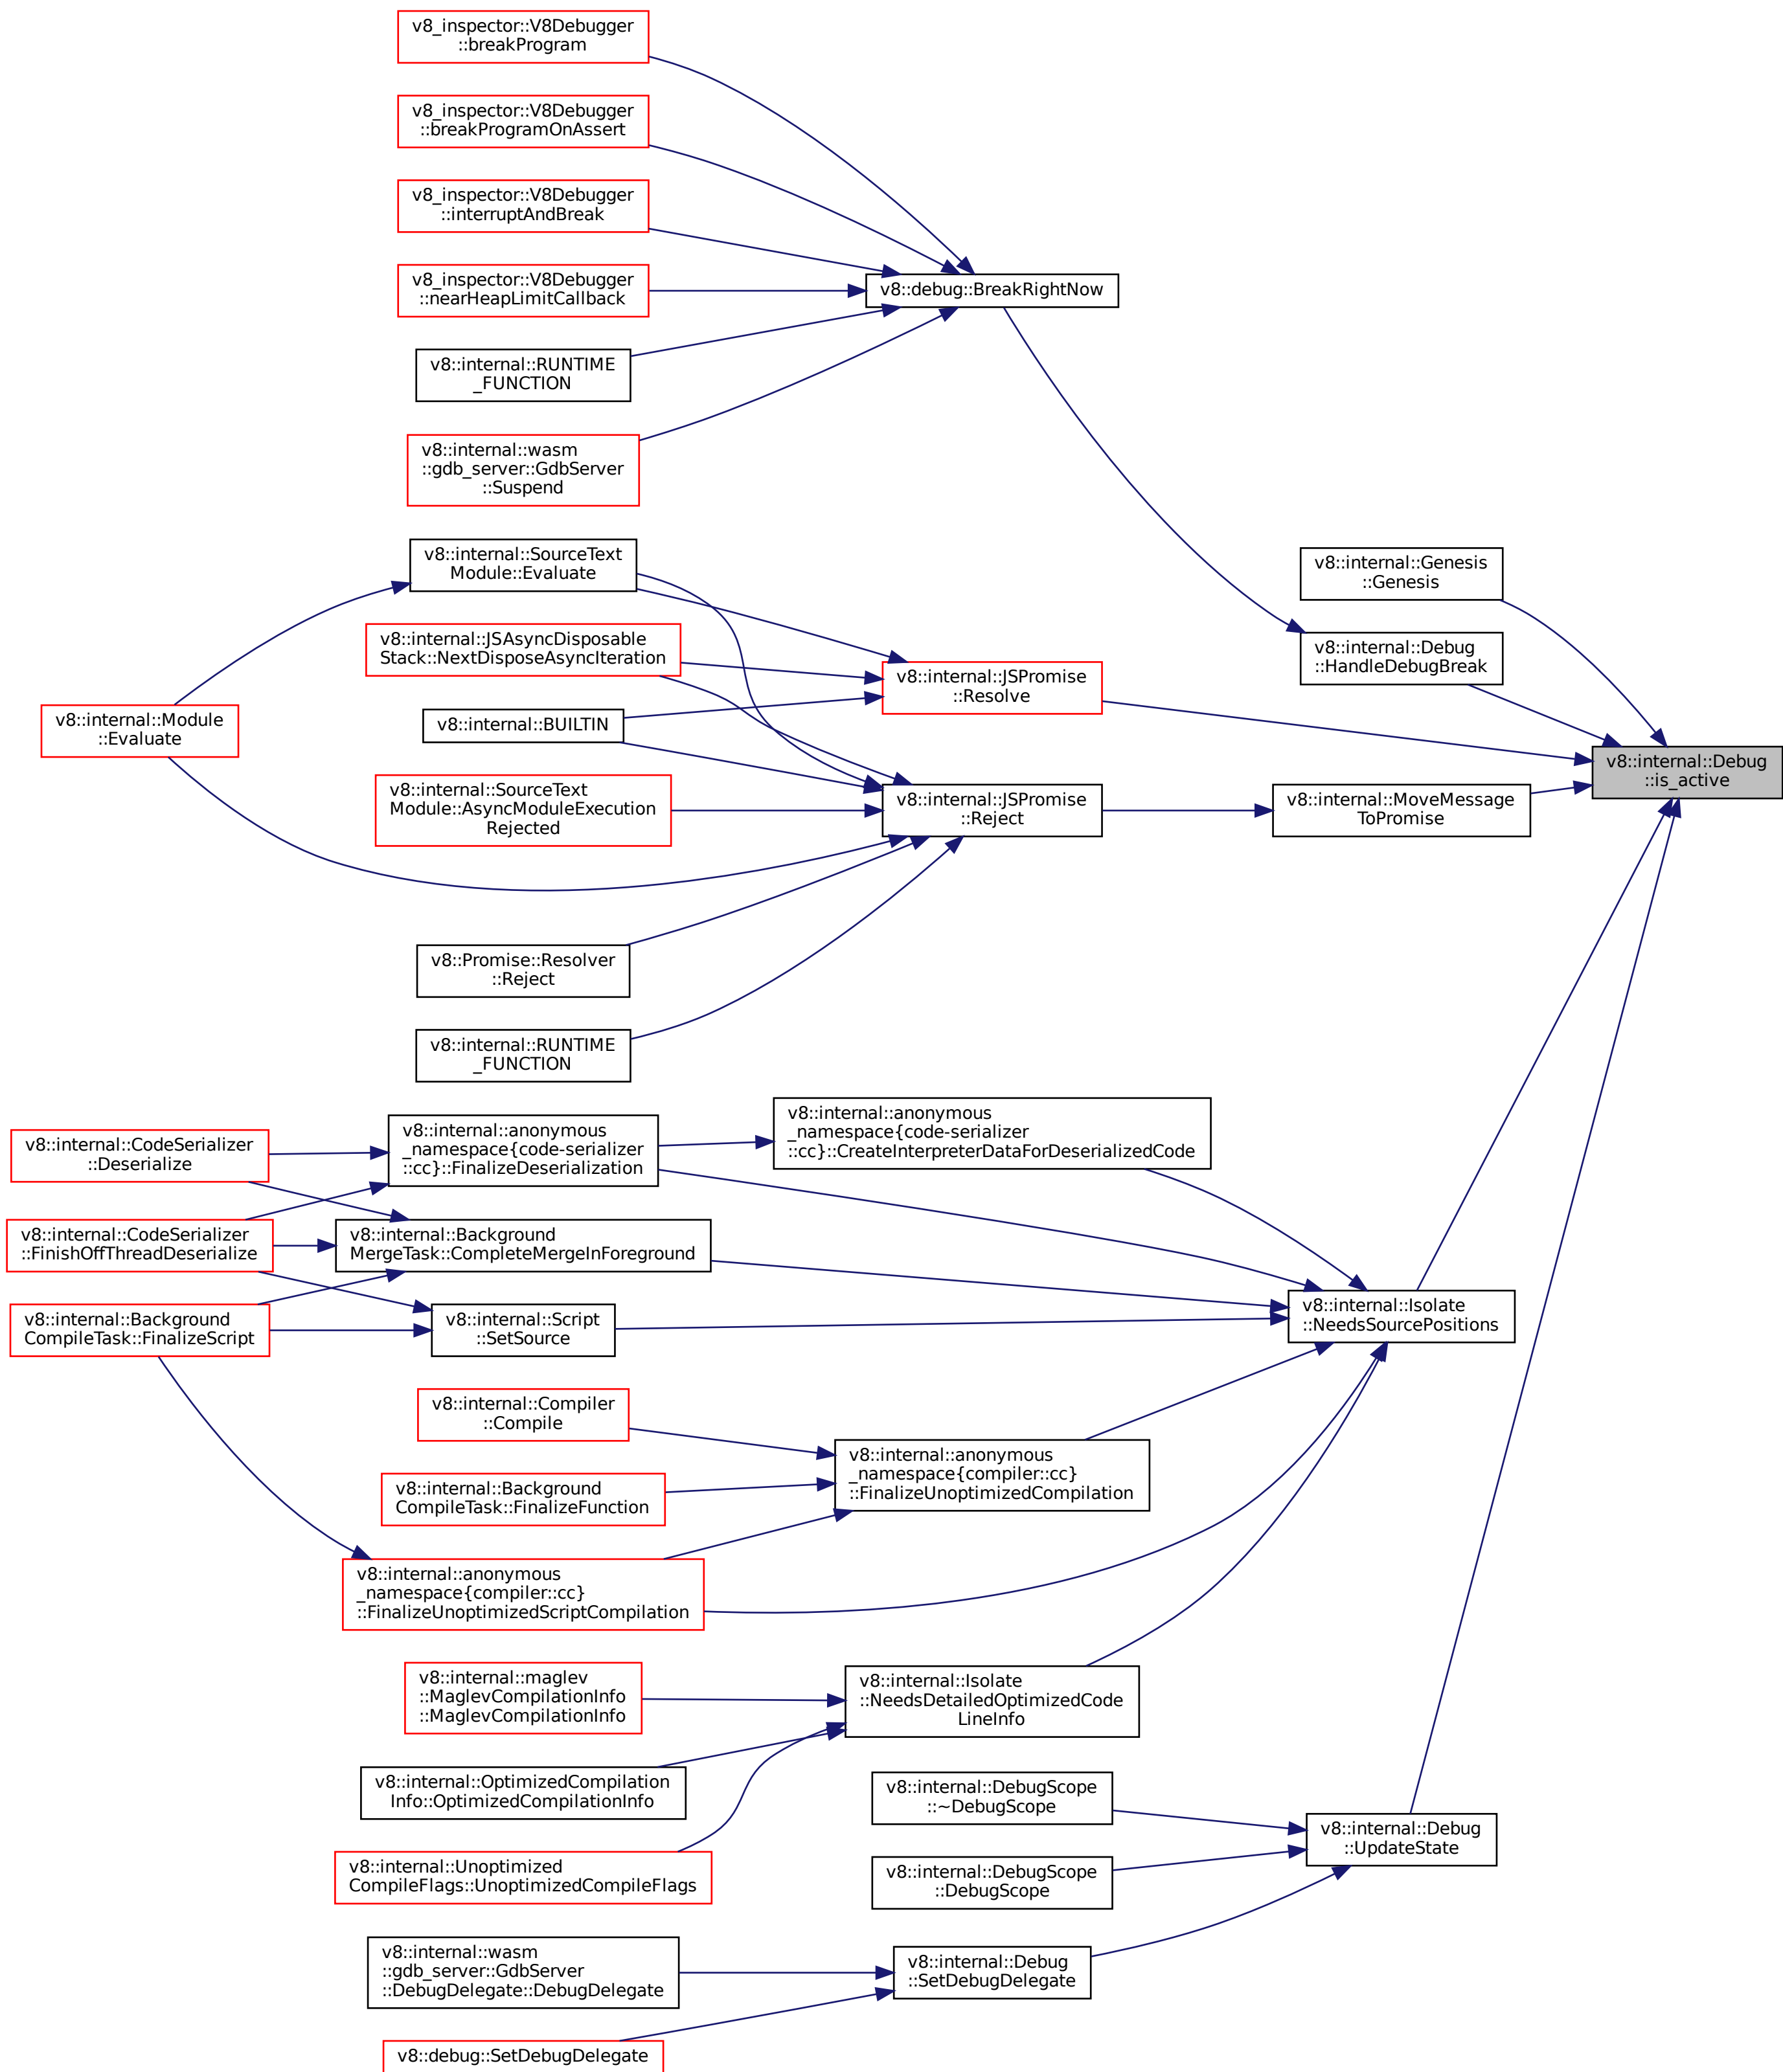 v8_inspector::V8Debugger
::breakProgram
v8_inspector::V8Debugger
::breakProgramOnAssert
v8_inspector::V8Debugger
::interruptAndBreak
v8_inspector::V8Debugger
::nearHeapLimitCallback
v8::debug::BreakRightNow
v8::internal::RUNTIME
_FUNCTION
v8::internal::wasm
::gdb_server::GdbServer
::Suspend
v8::internal::SourceText
Module::Evaluate
v8::internal::Genesis
::Genesis
v8::internal::JSAsyncDisposable
Stack::NextDisposeAsyncIteration
v8::internal::Debug
::HandleDebugBreak
v8::internal::JSPromise
::Resolve
v8::internal::Module
::Evaluate
v8::internal::BUILTIN
v8::internal::Debug
::is_active
v8::internal::SourceText
Module::AsyncModuleExecution
Rejected
v8::internal::JSPromise
::Reject
v8::internal::MoveMessage
ToPromise
v8::Promise::Resolver
::Reject
v8::internal::RUNTIME
_FUNCTION
v8::internal::anonymous
_namespace{code-serializer
::cc}::CreateInterpreterDataForDeserializedCode
v8::internal::anonymous
_namespace{code-serializer
::cc}::FinalizeDeserialization
v8::internal::CodeSerializer
::Deserialize
v8::internal::CodeSerializer
::FinishOffThreadDeserialize
v8::internal::Background
MergeTask::CompleteMergeInForeground
v8::internal::Background
CompileTask::FinalizeScript
v8::internal::Script
::SetSource
v8::internal::Isolate
::NeedsSourcePositions
v8::internal::Compiler
::Compile
v8::internal::anonymous
_namespace{compiler::cc}
::FinalizeUnoptimizedCompilation
v8::internal::Background
CompileTask::FinalizeFunction
v8::internal::anonymous
_namespace{compiler::cc}
::FinalizeUnoptimizedScriptCompilation
v8::internal::maglev
::MaglevCompilationInfo
::MaglevCompilationInfo
v8::internal::Isolate
::NeedsDetailedOptimizedCode
LineInfo
v8::internal::OptimizedCompilation
Info::OptimizedCompilationInfo
v8::internal::DebugScope
::~DebugScope
v8::internal::Debug
::UpdateState
v8::internal::Unoptimized
CompileFlags::UnoptimizedCompileFlags
v8::internal::DebugScope
::DebugScope
v8::internal::wasm
::gdb_server::GdbServer
::DebugDelegate::DebugDelegate
v8::internal::Debug
::SetDebugDelegate
v8::debug::SetDebugDelegate